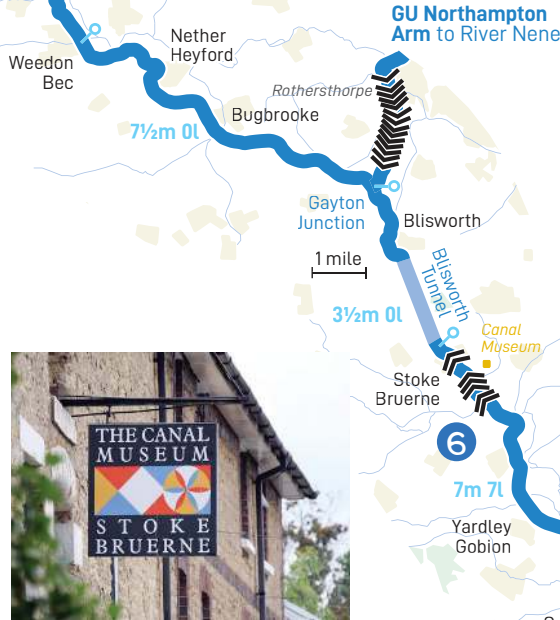 GU Northampton
Arm to River Nene
Nether
Heyford
Weedon
Bec
Rothersthorpe
Bugbrooke
7½m 0l
Gayton
Junction
Blisworth
1 mile
Blisworth
Tunnel
3½m 0l
Canal
Museum
Stoke
Bruerne
6
7m 7l
Yardley
Gobion
THE CANAL
MUSEUM
STOKE
BRUERNE